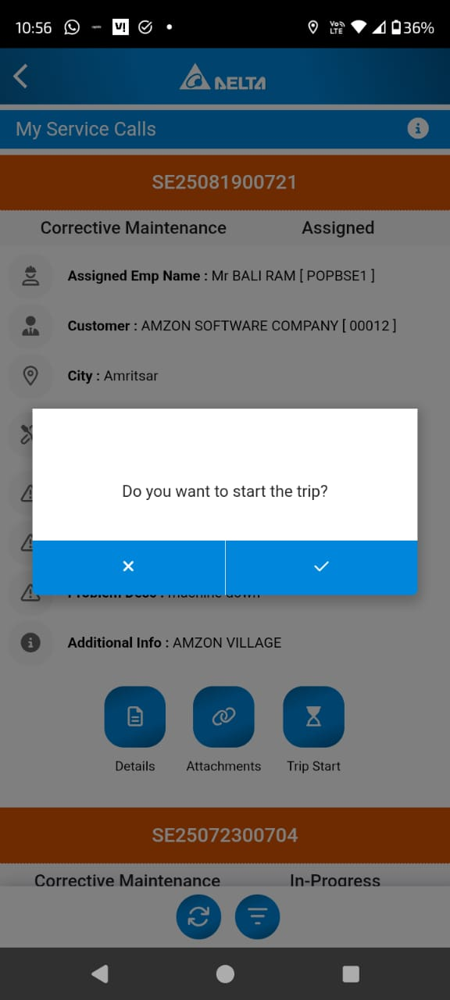 10:56
VoLTE 36%
DELTA
My Service Calls
SE25081900721
Corrective Maintenance Assigned
Assigned Emp Name : Mr BALI RAM [ POPBSE1 ]
Customer : AMZON SOFTWARE COMPANY [ 00012 ]
City : Amritsar
Do you want to start the trip?
Problem Desc : machine down
Additional Info : AMZON VILLAGE
Details Attachments Trip Start
SE25072300704
Corrective Maintenance In-Progress